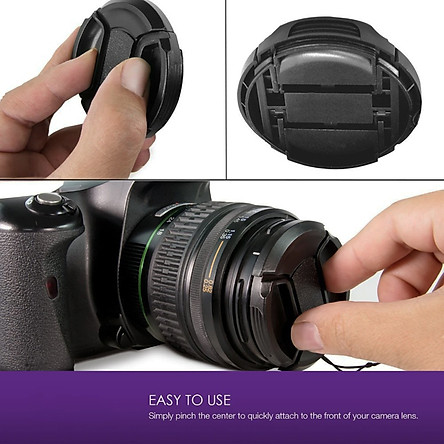 EASY TO USE
Simply pinch the center to quickly attach to the front of your camera lens.